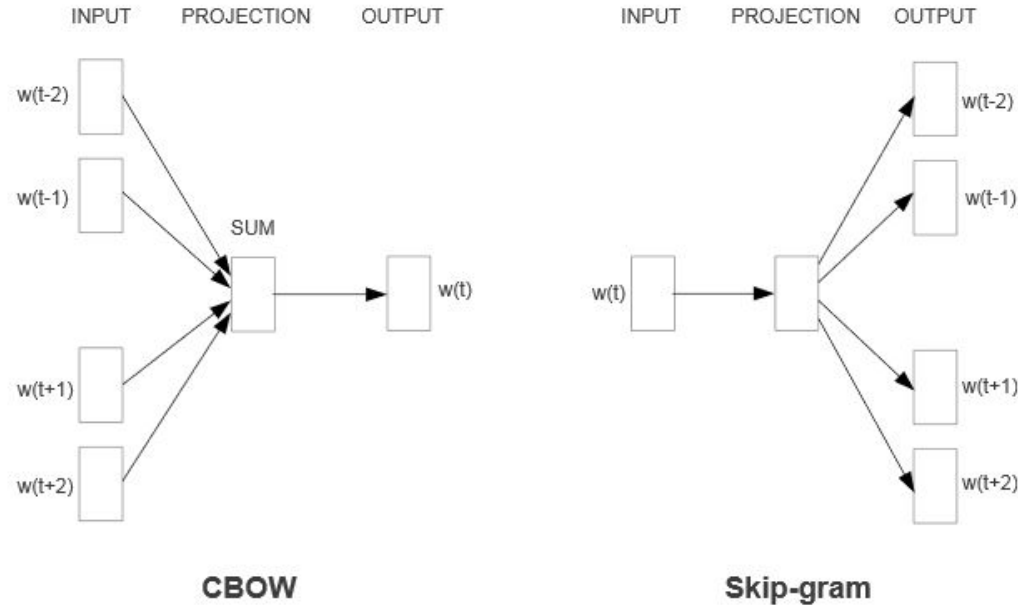 INPUT PROJECTION OUTPUT
w(t-2)
w(t-1)
SUM
w(t)
w(t+1)
w(t+2)
CBOW
INPUT PROJECTION OUTPUT
w(t-2)
w(t-1)
w(t)
w(t+1)
w(t+2)
Skip-gram